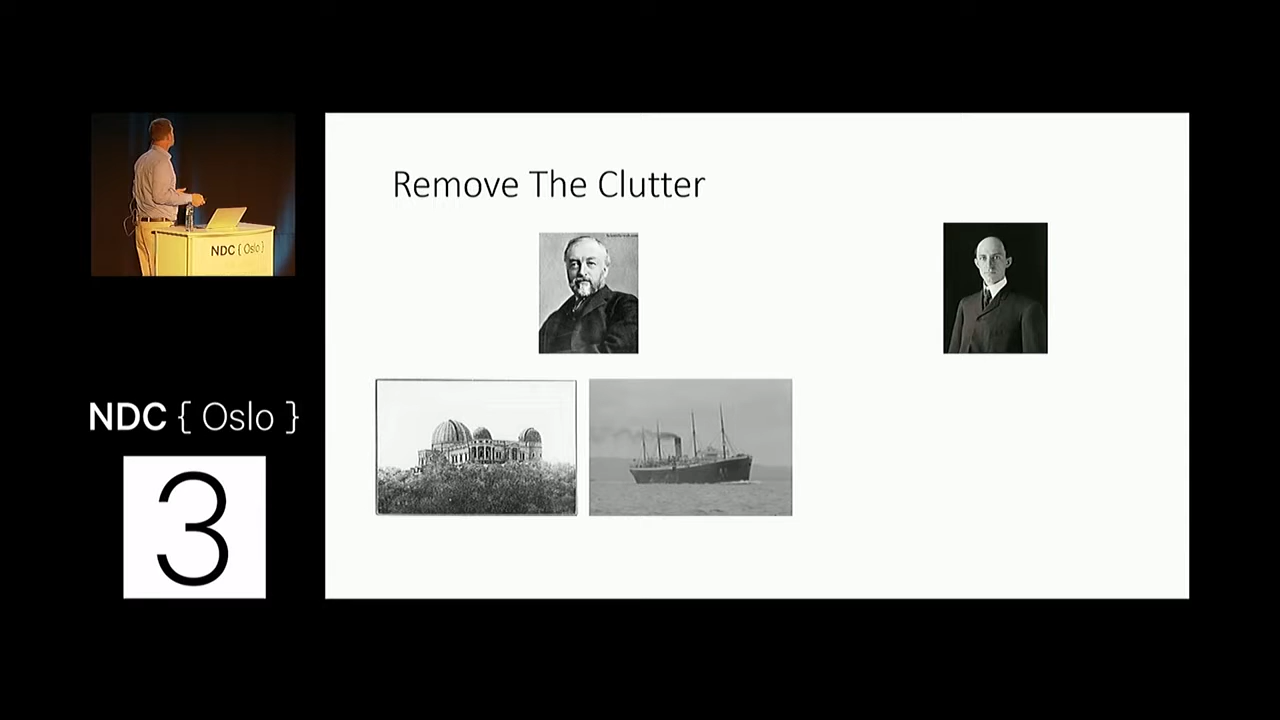 Remove The Clutter
NDC { Oslo }
NDC { Oslo }
3